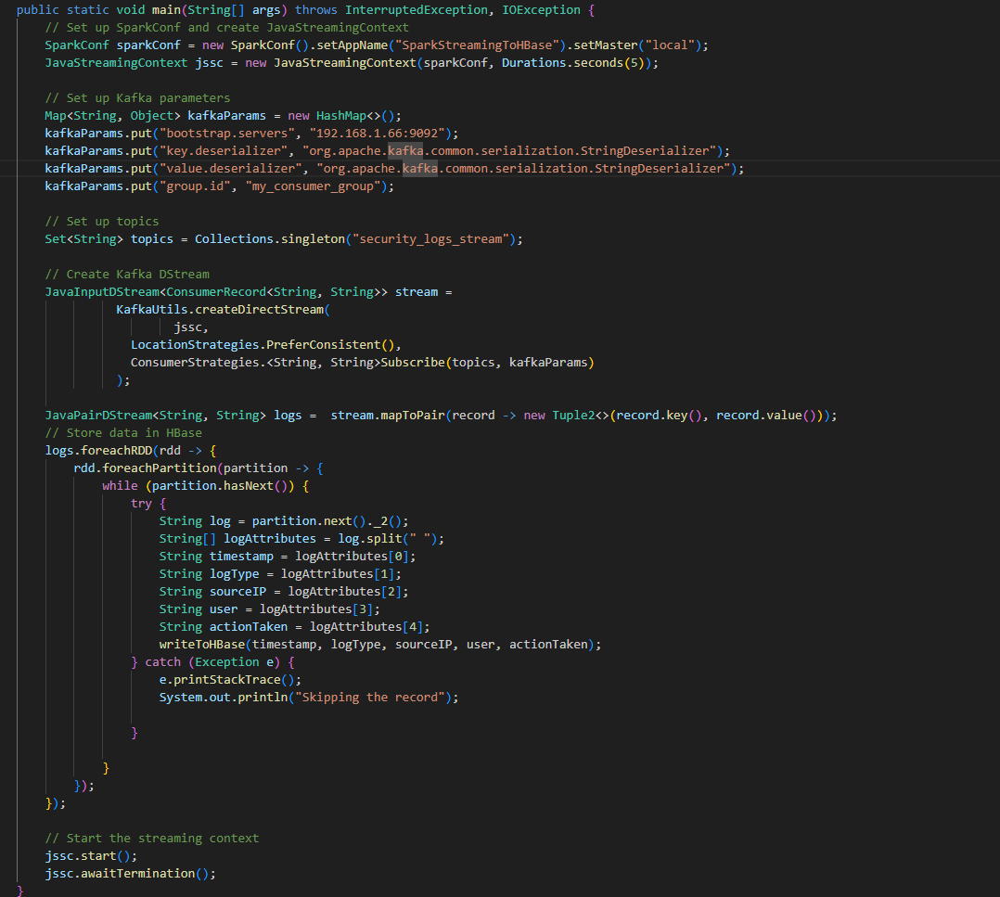 public static void main(String[] args) throws InterruptedException, IOException {
// Set up SparkConf and create JavaStreamingContext
SparkConf sparkConf = new SparkConf().setAppName("SparkStreamingToHBase").setMaster("local");
JavaStreamingContext jssc = new JavaStreamingContext(sparkConf, Durations.seconds(5));
// Set up Kafka parameters
Map<String, Object> kafkaParams = new HashMap<>();
kafkaParams.put("bootstrap.servers", "192.168.1.66:9092");
kafkaParams.put("key.deserializer", "org.apache.kafka.common.serialization.StringDeserializer");
kafkaParams.put("value.deserializer", "org.apache.kafka.common.serialization.StringDeserializer");
kafkaParams.put("group.id", "my_consumer_group");
// Set up topics
Set<String> topics = Collections.singleton("security_logs_stream");
// Create Kafka DStream
JavaInputDStream<ConsumerRecord<String, String>> stream =
KafkaUtils.createDirectStream(
jssc,
LocationStrategies.PreferConsistent(),
ConsumerStrategies.<String, String>Subscribe(topics, kafkaParams)
);
JavaPairDStream<String, String> logs =  stream.mapToPair(record -> new Tuple2<>(record.key(), record.value()));
// Store data in HBase
logs.foreachRDD(rdd -> {
rdd.foreachPartition(partition -> {
while (partition.hasNext()) {
try {
String log = partition.next()._2();
String[] logAttributes = log.split(" ");
String timestamp = logAttributes[0];
String logType = logAttributes[1];
String sourceIP = logAttributes[2];
String user = logAttributes[3];
String actionTaken = logAttributes[4];
writeToHBase(timestamp, logType, sourceIP, user, actionTaken);
} catch (Exception e) {
e.printStackTrace();
System.out.println("Skipping the record");
}
}
});
});
// Start the streaming context
jssc.start();
jssc.awaitTermination();
}